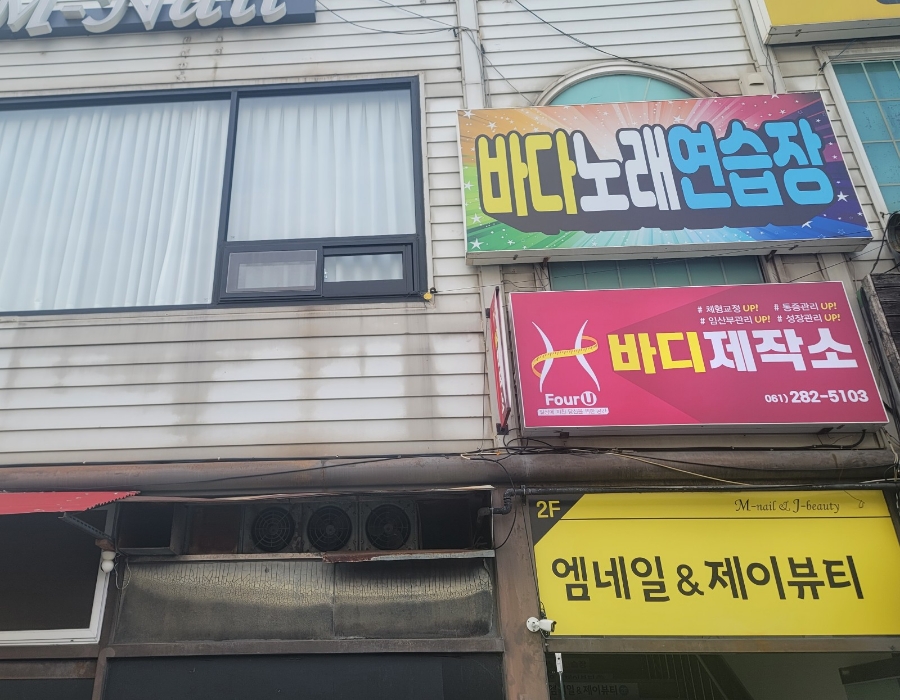 M-Nail
바다노래연습장
# 체형교정 UP! # 통증관리 UP!
# 임산부관리 UP! # 성장관리 UP!
바디제작소
Four U
061) 282-5103
2F
M-nail & J-beauty
엠네일 & 제이뷰티